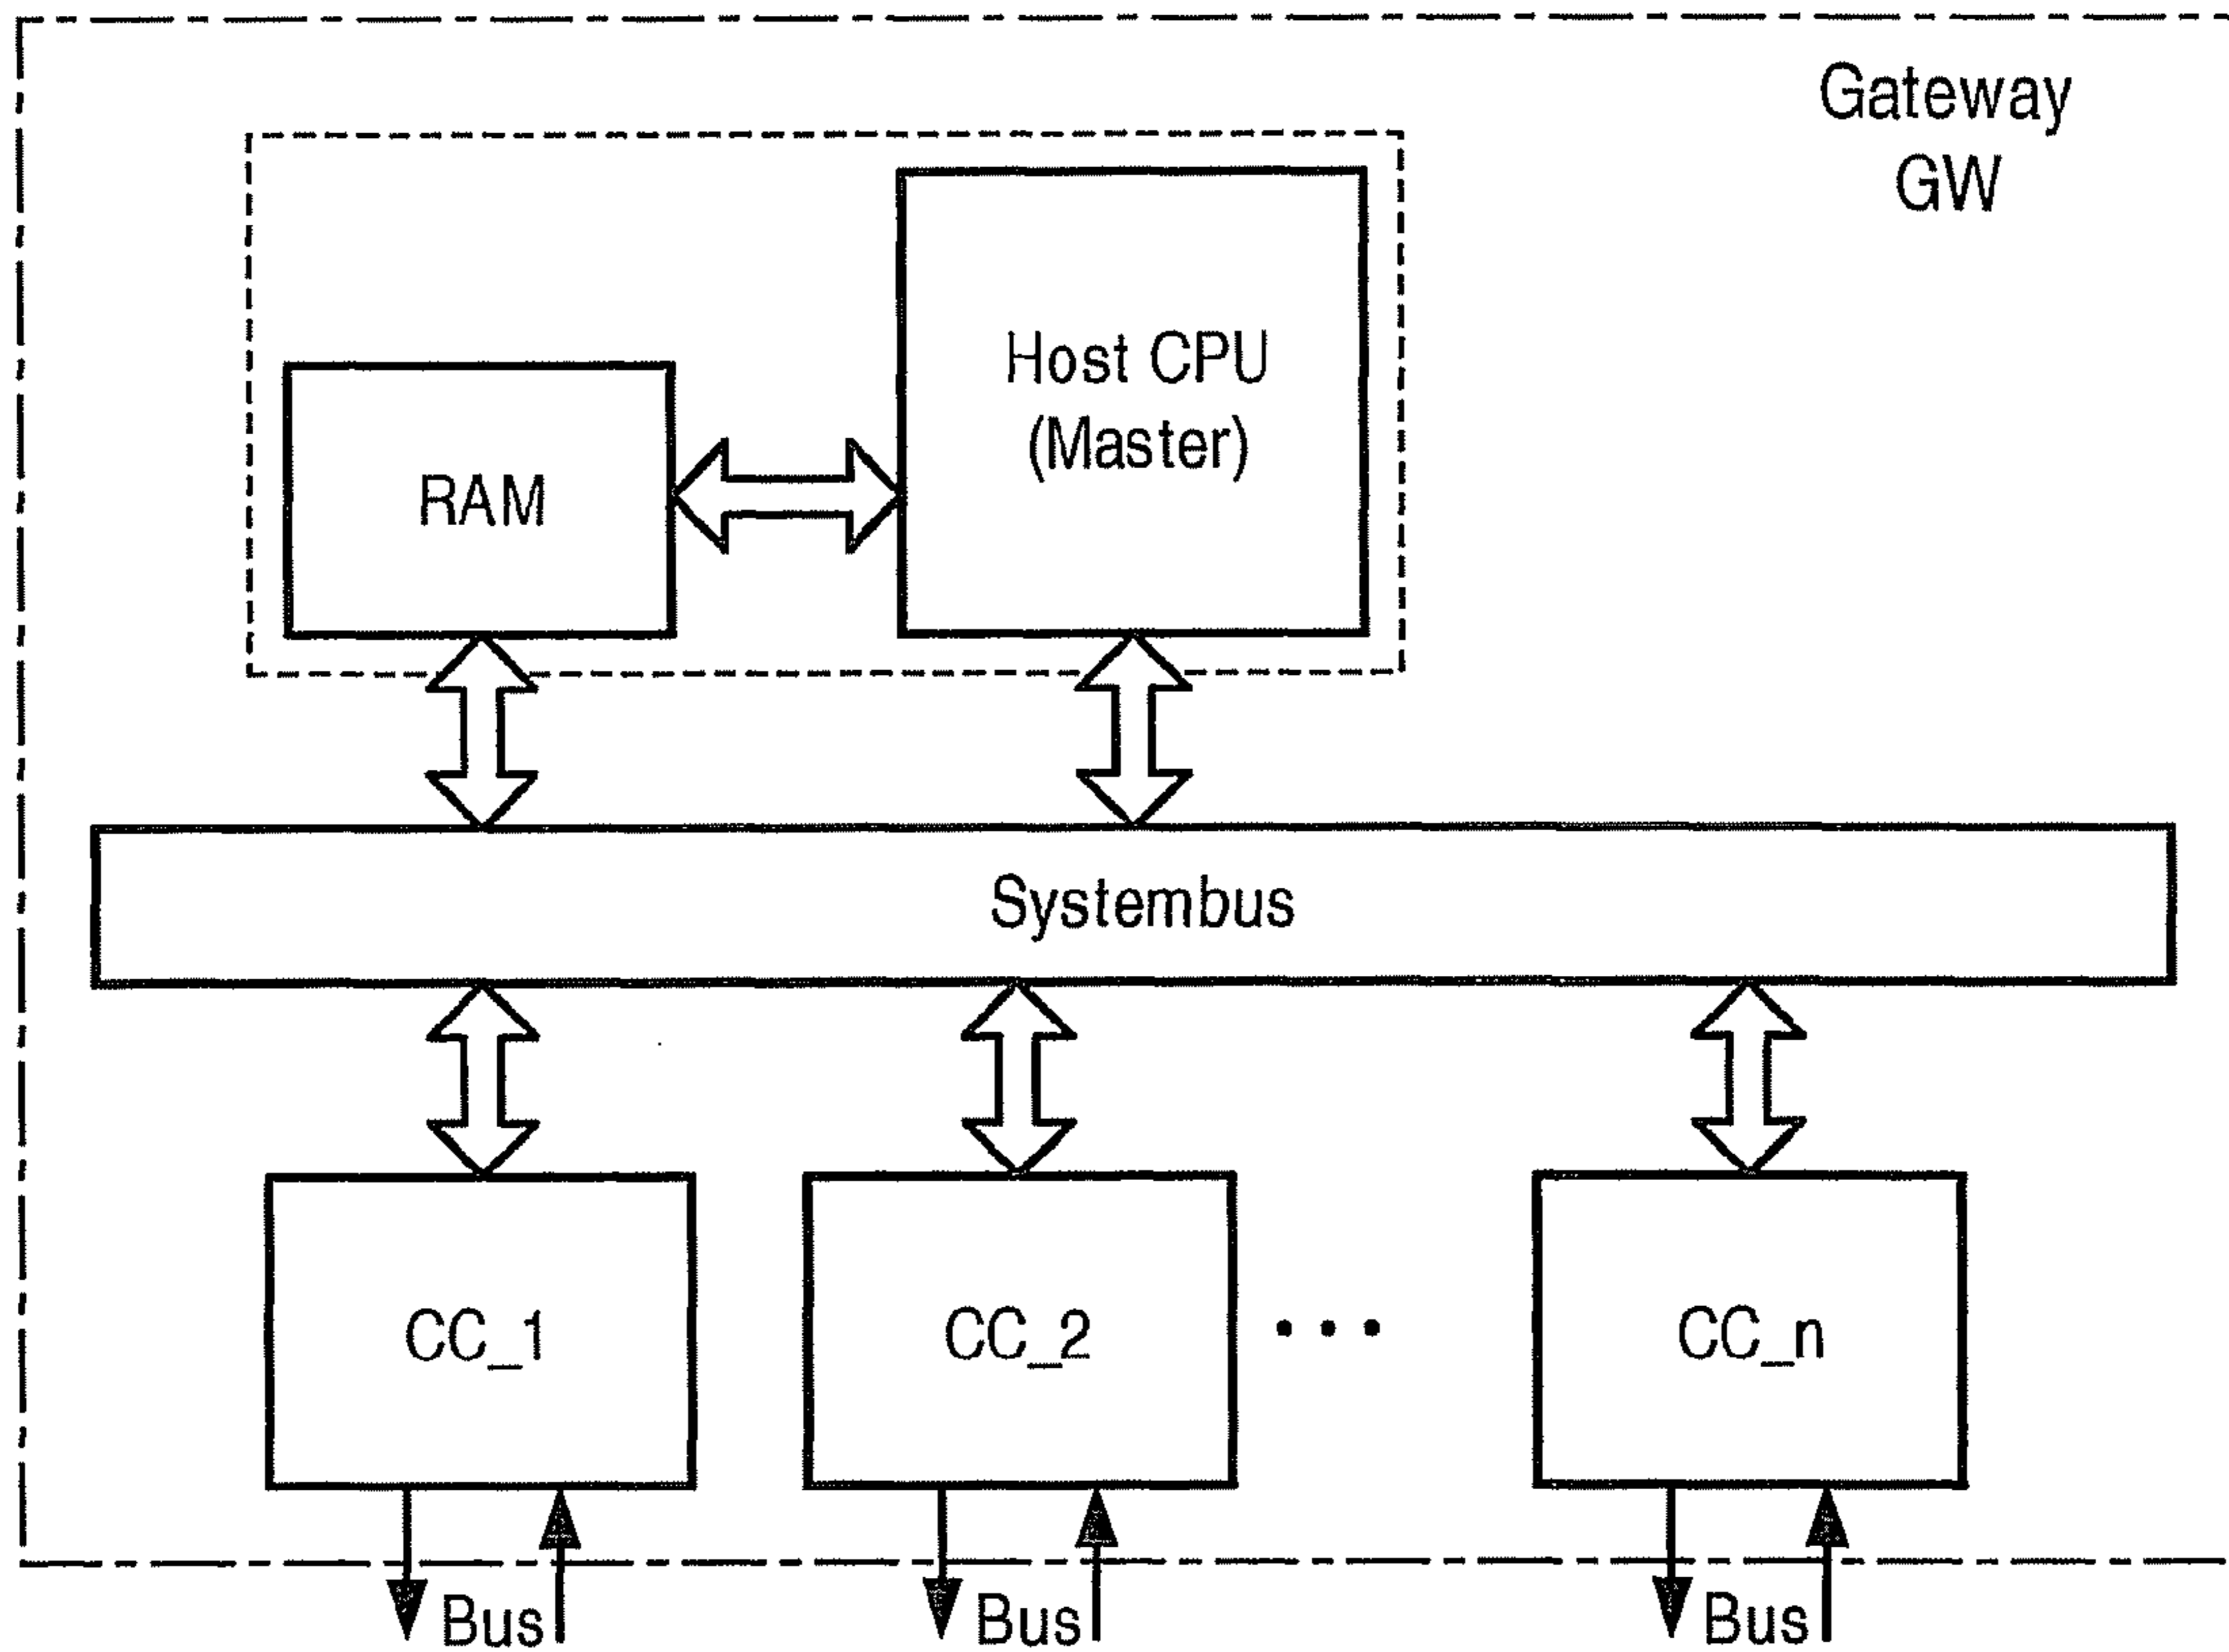 Gateway
GW
Host CPU
(Master)
RAM
Systembus
CC_1
CC_2
CC_n
Bus
Bus
Bus